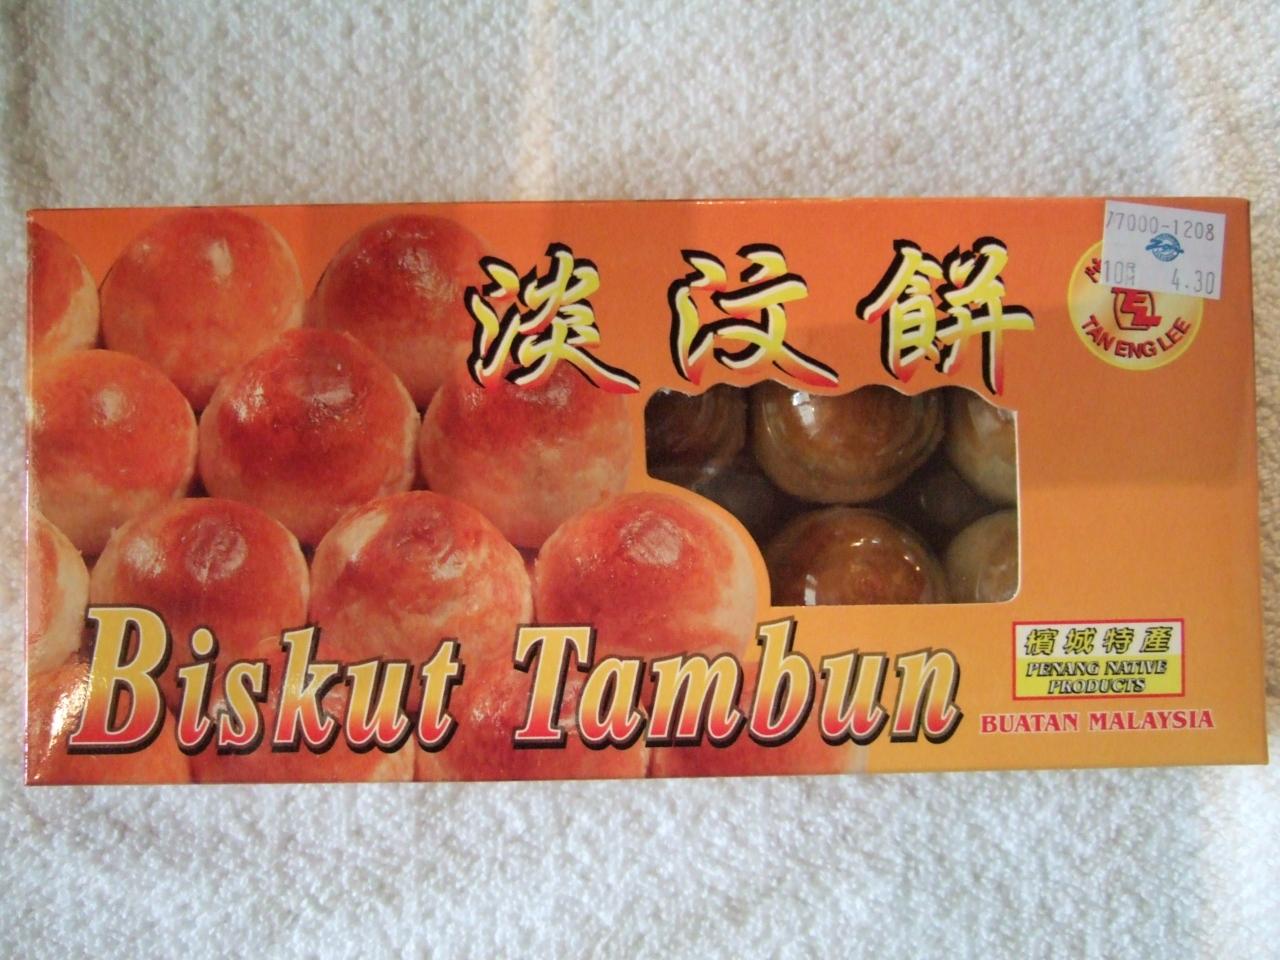 淡汶餅
77000-1208
4.30
TAN ENG LEE
Biskut Tambun
檳城特產
PENANG NATIVE
PRODUCTS
BUATAN MALAYSIA